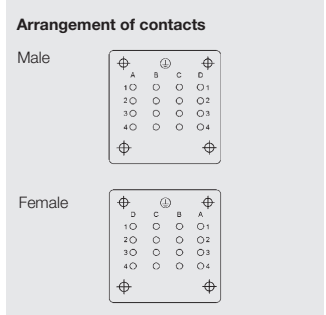 Arrangement of contacts
Male
A B C D
1 1
2 2
3 3
4 4
Female
D C B A
1 1
2 2
3 3
4 4